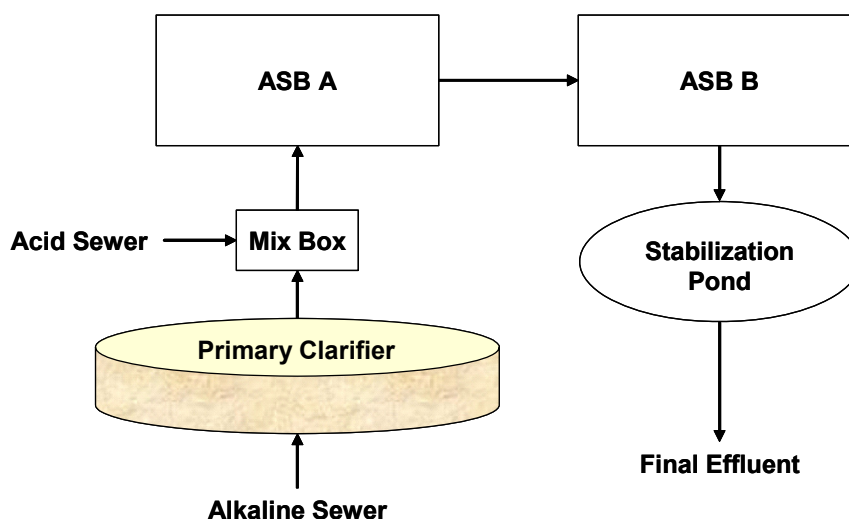 ASB A
ASB B
Acid Sewer
Mix Box
Stabilization
Pond
Primary Clarifier
Final Effluent
Alkaline Sewer